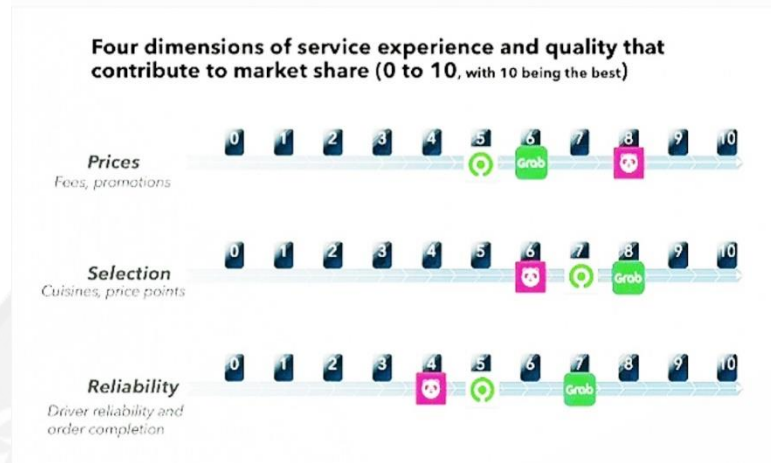 Four dimensions of service experience and quality that
contribute to market share (0 to 10, with 10 being the best)
0 1 2 3 4 5 6 7 8 9 10
Prices
Grab
Fees, promotions
0 1 2 3 4 5 6 7 8 9 10
Selection
Grab
Cuisines, price points
0 1 2 3 4 5 6 7 8 9 10
Reliability
Grab
Driver reliability and
order completion